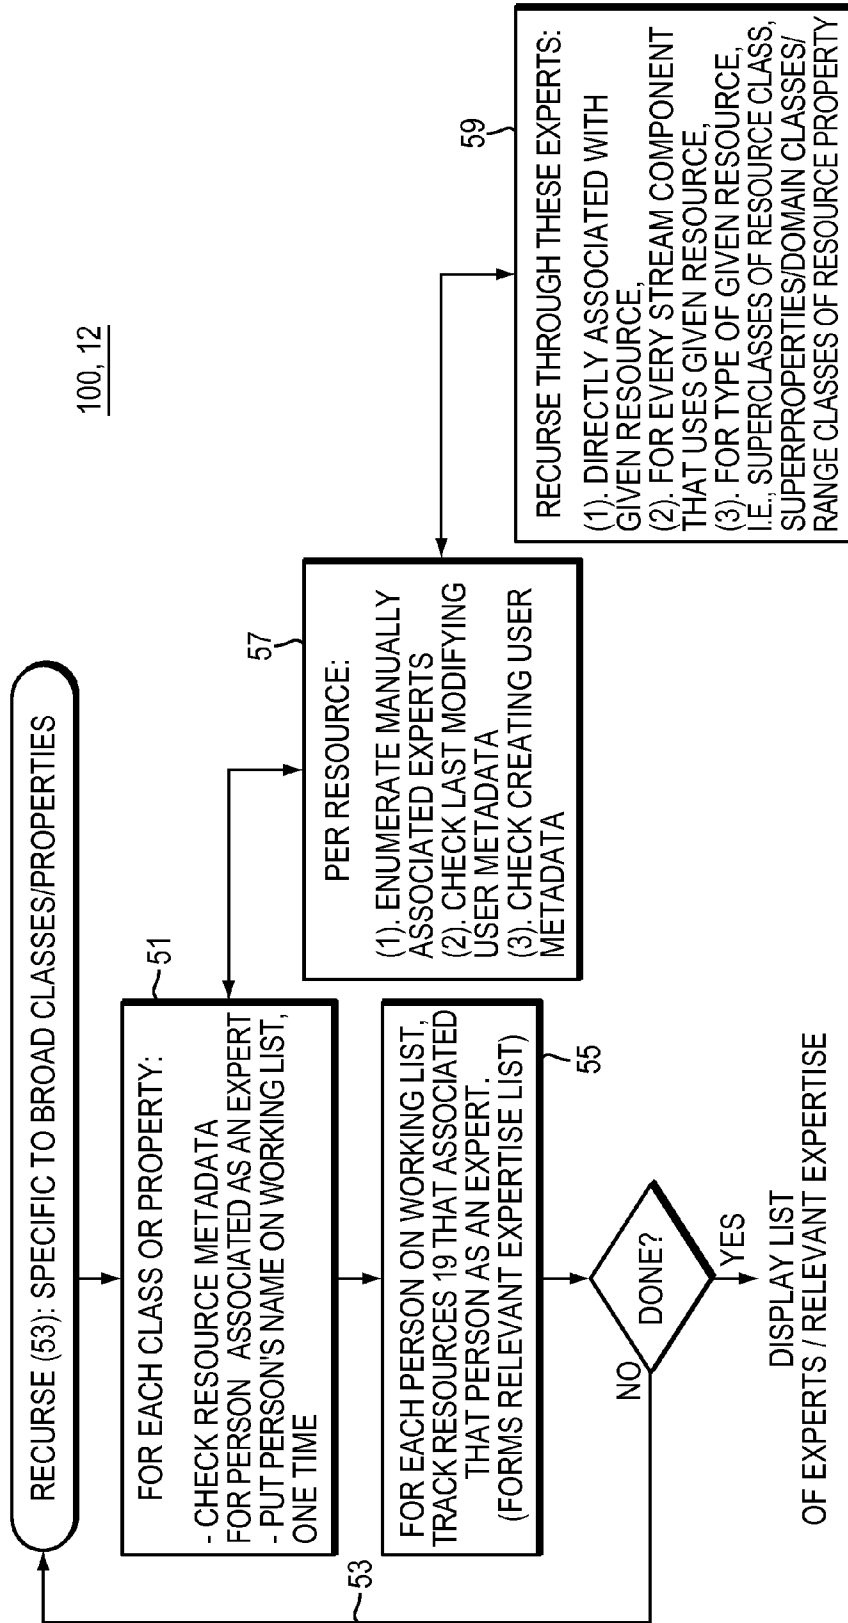 100, 12
RECURSE (53): SPECIFIC TO BROAD CLASSES/PROPERTIES
51
FOR EACH CLASS OR PROPERTY:
- CHECK RESOURCE METADATA
FOR PERSON ASSOCIATED AS AN EXPERT
- PUT PERSON'S NAME ON WORKING LIST,
ONE TIME
57
PER RESOURCE:
(1). ENUMERATE MANUALLY
ASSOCIATED EXPERTS
(2). CHECK LAST MODIFYING
USER METADATA
(3). CHECK CREATING USER
METADATA
59
RECURSE THROUGH THESE EXPERTS:
(1). DIRECTLY ASSOCIATED WITH
GIVEN RESOURCE,
(2). FOR EVERY STREAM COMPONENT
THAT USES GIVEN RESOURCE,
(3). FOR TYPE OF GIVEN RESOURCE,
I.E., SUPERCLASSES OF RESOURCE CLASS,
SUPERPROPERTIES/DOMAIN CLASSES/
RANGE CLASSES OF RESOURCE PROPERTY
FOR EACH PERSON ON WORKING LIST,
TRACK RESOURCES 19 THAT ASSOCIATED
THAT PERSON AS AN EXPERT.
(FORMS RELEVANT EXPERTISE LIST)
55
53
NO
DONE?
YES
DISPLAY LIST
OF EXPERTS / RELEVANT EXPERTISE